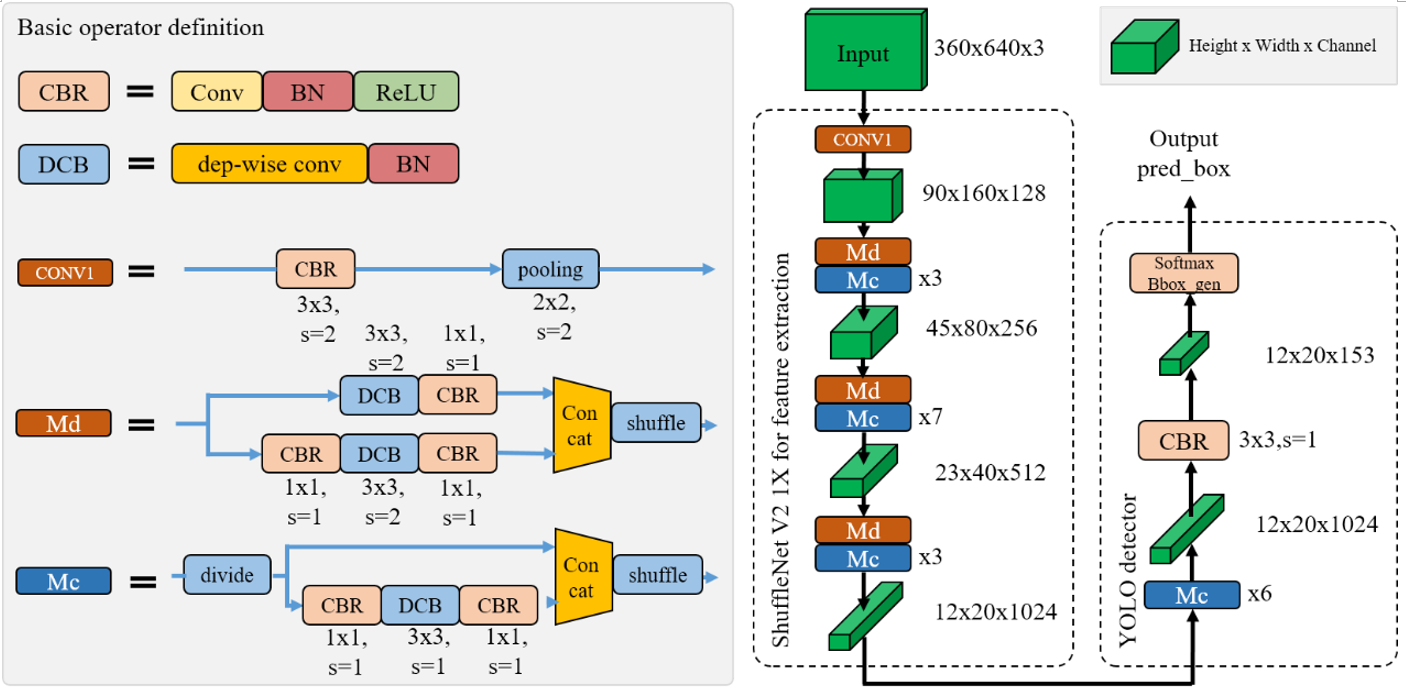 Basic operator definition
CBR = Conv BN ReLU
DCB = dep-wise conv BN
CONV1 = CBR pooling
3x3, s=2
2x2, s=2
Md =
3x3, s=2
1x1, s=1
DCB CBR
CBR DCB CBR
1x1, s=1
3x3, s=2
1x1, s=1
Con cat
shuffle
Mc = divide
CBR DCB CBR
1x1, s=1
3x3, s=1
1x1, s=1
Con cat
shuffle
Input 360x640x3
ShuffleNet V2 1X for feature extraction
CONV1
90x160x128
Md
Mc x3
45x80x256
Md
Mc x7
23x40x512
Md
Mc x3
12x20x1024
Height x Width x Channel
Output
pred_box
Softmax
Bbox_gen
12x20x153
CBR 3x3,s=1
12x20x1024
Mc x6
YOLO detector